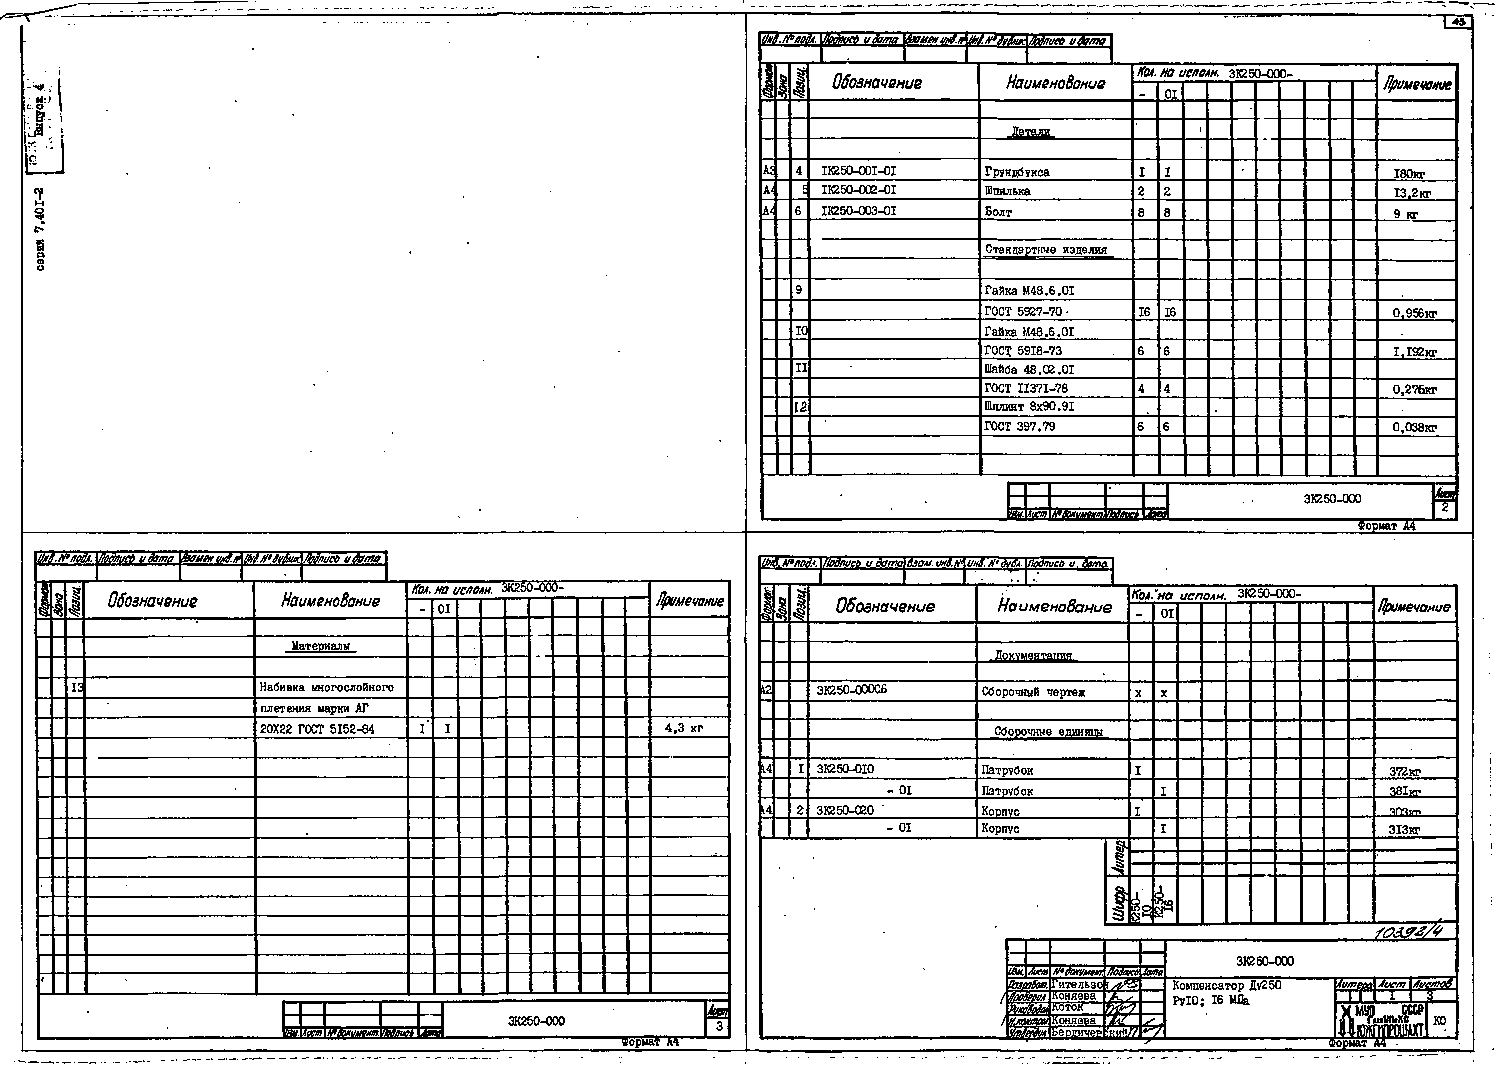 45
Выпуск 4
серия 7.401-2
Инв. № подл. Подпись и дата Взамен инв. № Инв. № дублик. Подпись и дата
Формат Зона Позиц. Обозначение Наименование Кол. на исполн. 3К250-000- Примечание
- 01
Детали
А3 4 1К250-001-01 Грундбукса 1 1 180кг
А4 5 1К250-002-01 Шпилька 2 2 13,2кг
А4 6 1К250-003-01 Болт 8 8 9 кг
Стандартные изделия
9 Гайка М48.6.01
ГОСТ 5927-70 16 16 0,956кг
10 Гайка М48.6.01
ГОСТ 5918-73 6 6 1,192кг
11 Шайба 48.02.01
ГОСТ 11371-78 4 4 0,276кг
12 Шплинт 8х90.91
ГОСТ 397.79 6 6 0,038кг
3К250-000
Лист
2
Изм. Лист № документ Подпись Дата
Формат А4
Инв. № подл. Подпись и дата Взамен инв. № Инв. № дублик. Подпись и дата
Формат Зона Позиц. Обозначение Наименование Кол. на исполн. 3К250-000- Примечание
- 01
Материалы
13 Набивка многослойного
плетения марки АГ
20Х22 ГОСТ 5152-84 1 1 4,3 кг
3К250-000
Лист
3
Изм. Лист № документ Подпись Дата
Формат А4
Инв. № подл. Подпись и дата Взам. инв. № Инв. № дубл. Подпись и дата
Формат Зона Позиц. Обозначение Наименование Кол. на исполн. 3К250-000- Примечание
- 01
Документация
А2 3К250-000СБ Сборочный чертеж х х
Сборочные единицы
А4 1 3К250-010 Патрубок 1 372кг
- 01 Патрубок 1 381кг
А4 2 3К250-020 Корпус 1 303кг
- 01 Корпус 1 313кг
Литер
Шифр К250-10 К250-16
10392/4
3К250-000
Изм. Лист № документ Подпись Дата
Разработ. Гительзон
Проверил Коняева
Руковод. Коток
Н.контр. Коняева
Утвердил Бердичевский
Компенсатор Ду250
Ру10; 16 МПа
Литера Лист Листов
1 3
МУП СССР
ЮЖГИПРОШАХТ
КО
Формат А4